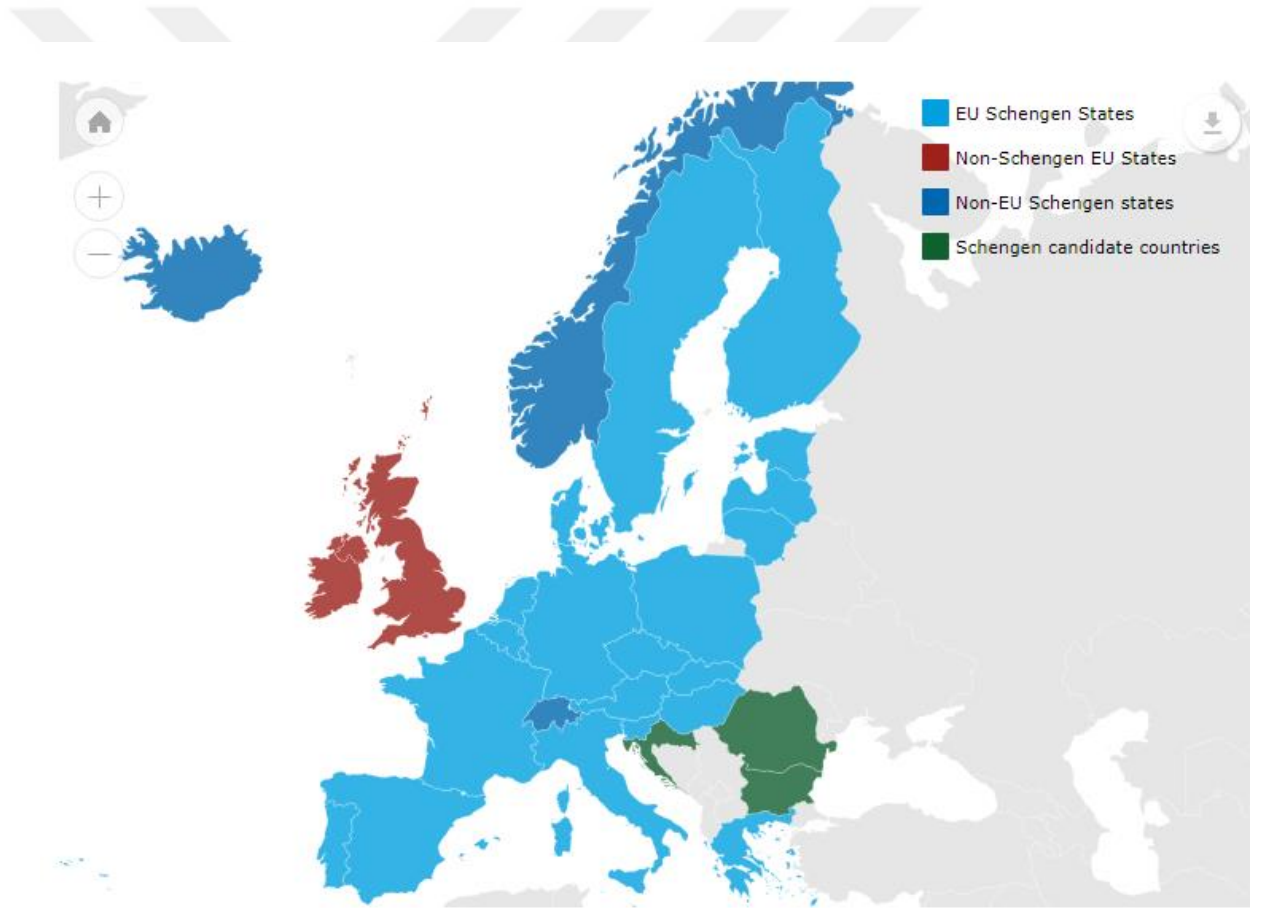 EU Schengen States
Non-Schengen EU States
Non-EU Schengen states
Schengen candidate countries